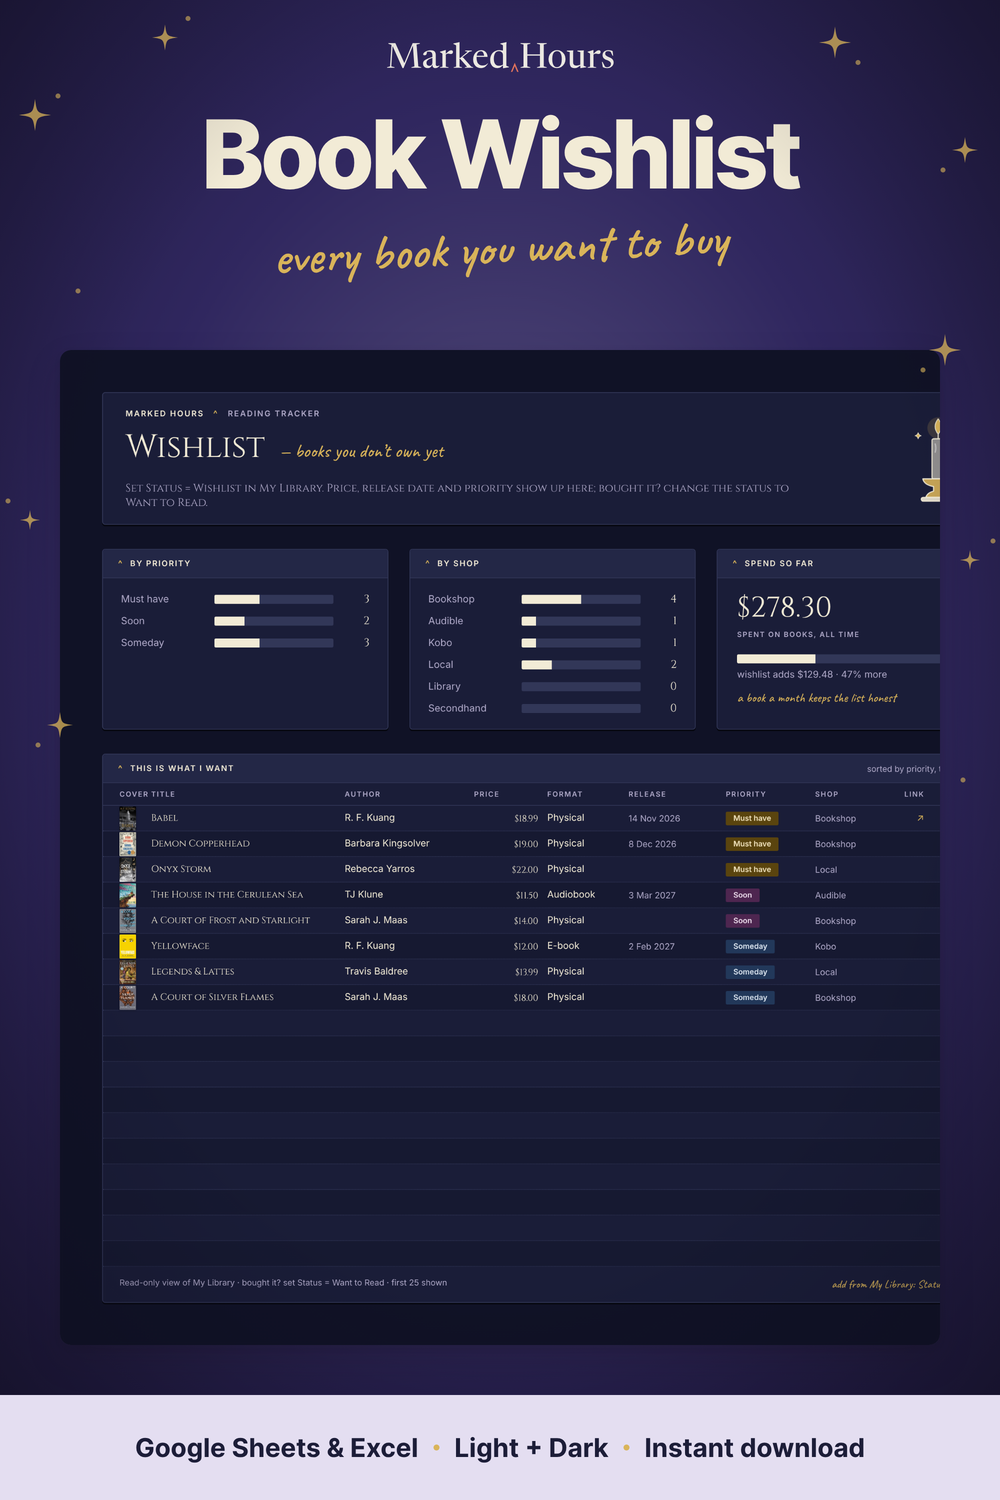 Marked‸Hours
Book Wishlist
every book you want to buy
MARKED HOURS ^ READING TRACKER
Wishlist — books you don't own yet
Set Status = Wishlist in My Library. Price, release date and priority show up here; bought it? Change the status to
Want to Read.
^ BY PRIORITY
Must have 3
Soon 2
Someday 3
^ BY SHOP
Bookshop 4
Audible 1
Kobo 1
Local 2
Library 0
Secondhand 0
^ SPEND SO FAR
$278.30
SPENT ON BOOKS, ALL TIME
wishlist adds $129.48 · 47% more
a book a month keeps the list honest
^ THIS IS WHAT I WANT
sorted by priority,
COVER TITLE AUTHOR PRICE FORMAT RELEASE PRIORITY SHOP LINK
Babel R. F. Kuang $18.99 Physical 14 Nov 2026 Must have Bookshop ↗
Demon Copperhead Barbara Kingsolver $19.00 Physical 8 Dec 2026 Must have Bookshop
Onyx Storm Rebecca Yarros $22.00 Physical Must have Local
The House in the Cerulean Sea TJ Klune $11.50 Audiobook 3 Mar 2027 Soon Audible
A Court of Frost and Starlight Sarah J. Maas $14.00 Physical Soon Bookshop
Yellowface R. F. Kuang $12.00 E-book 2 Feb 2027 Someday Kobo
Legends & Lattes Travis Baldree $13.99 Physical Someday Local
A Court of Silver Flames Sarah J. Maas $18.00 Physical Someday Bookshop
Read-only view of My Library · bought it? set Status = Want to Read · first 25 shown
add from My Library: Statu
Google Sheets & Excel • Light + Dark • Instant download